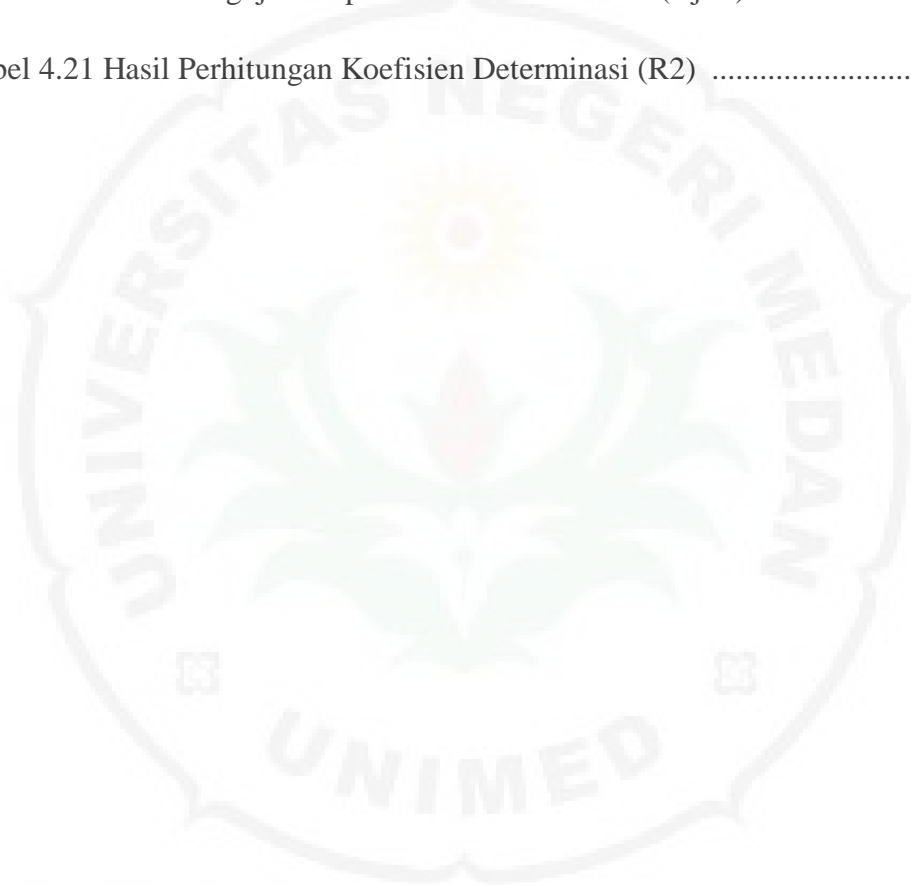 bel 4.21 Hasil Perhitungan Koefisien Determinasi (R2) ........................
UNIVERSITAS NEGERI MEDAN
UNIMED